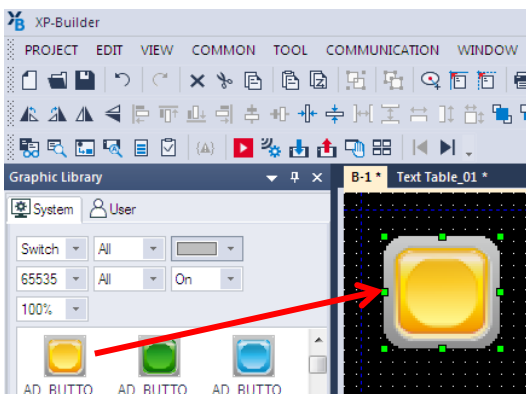 XP-Builder
PROJECT EDIT VIEW COMMON TOOL COMMUNICATION WINDOW
Graphic Library
B-1 * Text Table_01 *
System User
Switch All
65535 All On
100%
AD_BUTTO AD_BUTTO AD_BUTTO